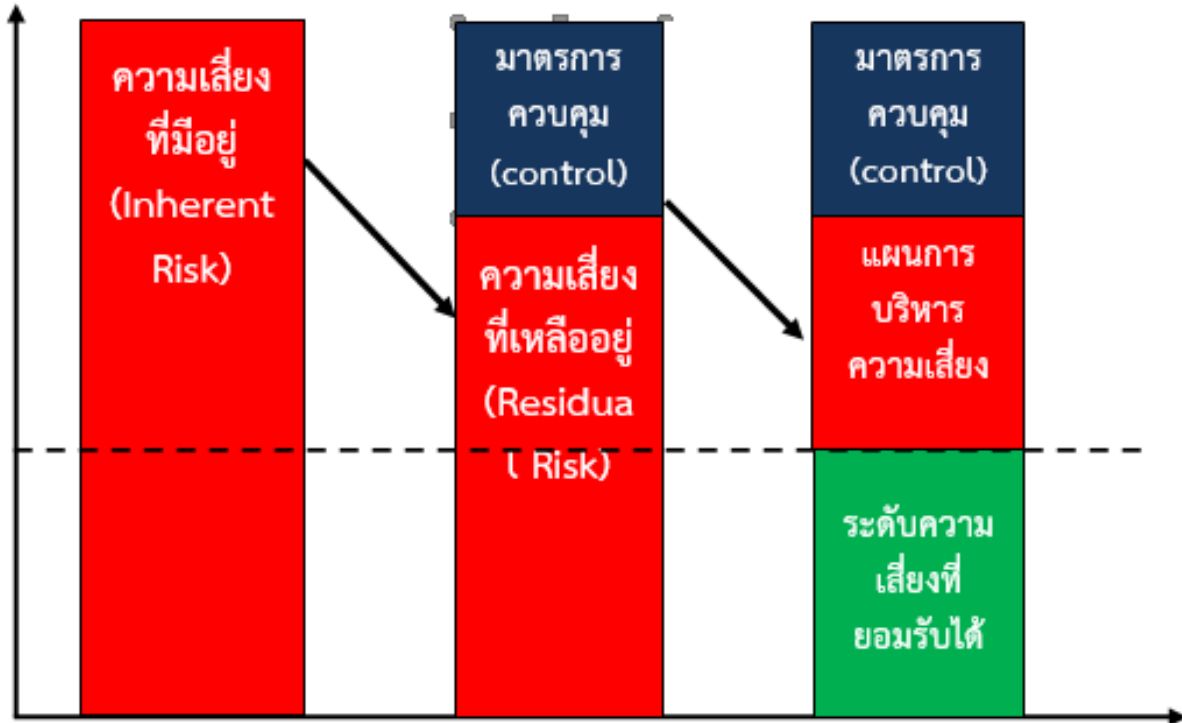 ความเสี่ยง
ที่มีอยู่
(Inherent
Risk)
มาตรการ
ควบคุม
(control)
ความเสี่ยง
ที่เหลืออยู่
(Residua
l Risk)
มาตรการ
ควบคุม
(control)
แผนการ
บริหาร
ความเสี่ยง
ระดับความ
เสี่ยงที่
ยอมรับได้